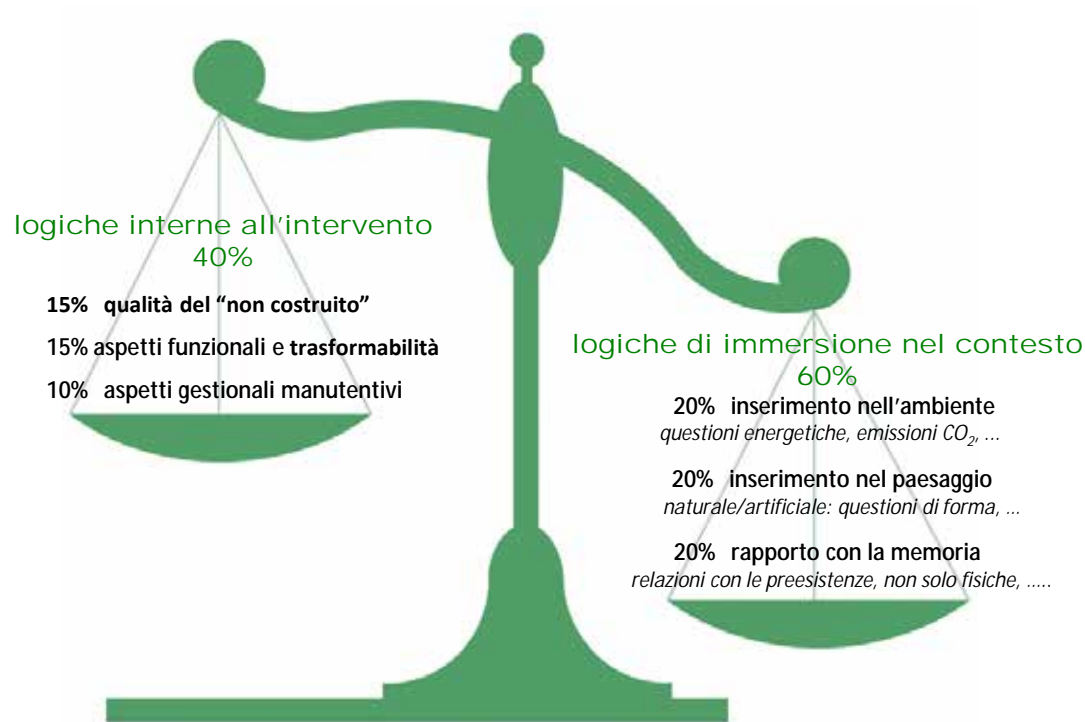 logiche interne all'intervento
40%
15% qualità del “non costruito”
15% aspetti funzionali e trasformabilità
10% aspetti gestionali manutentivi
logiche di immersione nel contesto
60%
20% inserimento nell'ambiente
questioni energetiche, emissioni CO₂, ...
20% inserimento nel paesaggio
naturale/artificiale: questioni di forma, ...
20% rapporto con la memoria
relazioni con le preesistenze, non solo fisiche, .....